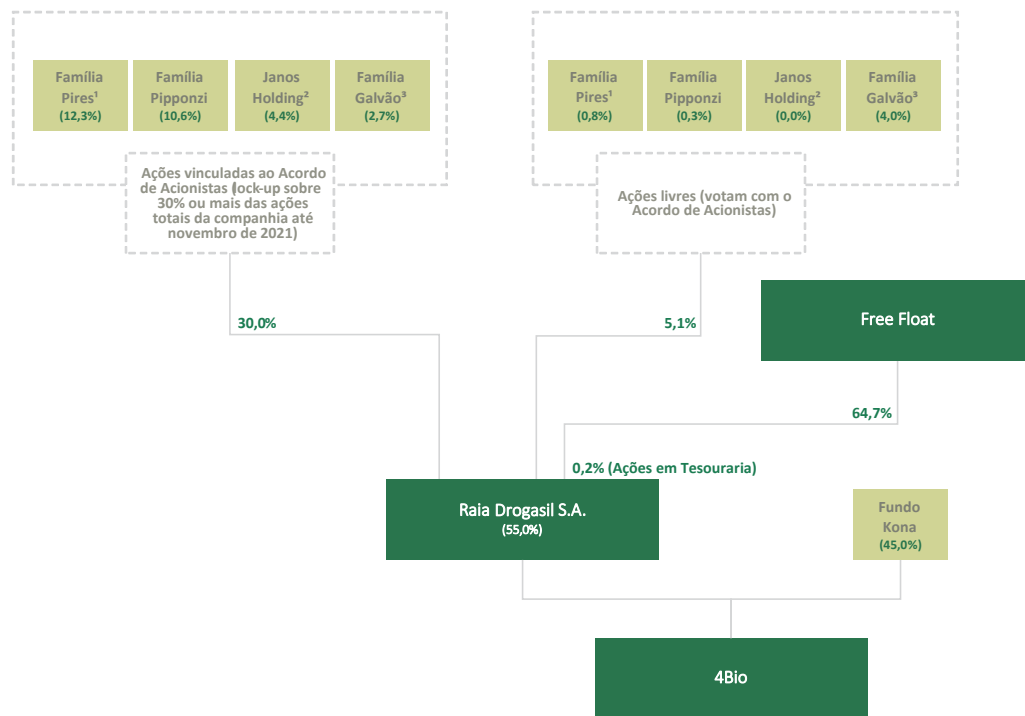 Família
Pires¹
(12,3%)
Família
Pipponzi
(10,6%)
Janos
Holding²
(4,4%)
Família
Galvão³
(2,7%)
Ações vinculadas ao Acordo
de Acionistas (lock-up sobre
30% ou mais das ações
totais da companhia até
novembro de 2021)
Família
Pires¹
(0,8%)
Família
Pipponzi
(0,3%)
Janos
Holding²
(0,0%)
Família
Galvão³
(4,0%)
Ações livres (votam com o
Acordo de Acionistas)
30,0%
5,1%
Free Float
64,7%
0,2% (Ações em Tesouraria)
Raia Drogasil S.A.
(55,0%)
Fundo
Kona
(45,0%)
4Bio